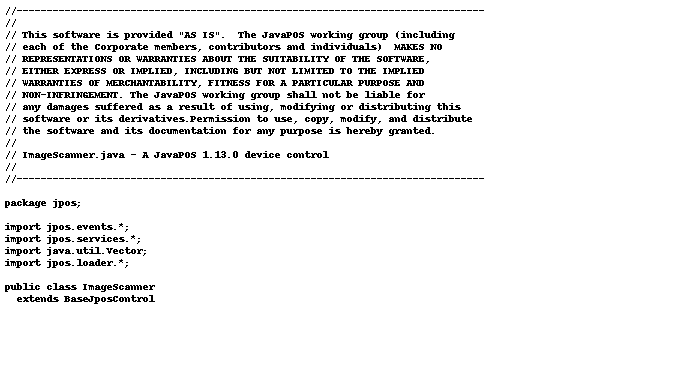 //------------------------------------------------------------------------------
//
// This software is provided "AS IS".  The JavaPOS working group (including
// each of the Corporate members, contributors and individuals)  MAKES NO
// REPRESENTATIONS OR WARRANTIES ABOUT THE SUITABILITY OF THE SOFTWARE,
// EITHER EXPRESS OR IMPLIED, INCLUDING BUT NOT LIMITED TO THE IMPLIED
// WARRANTIES OF MERCHANTABILITY, FITNESS FOR A PARTICULAR PURPOSE AND
// NON-INFRINGEMENT. The JavaPOS working group shall not be liable for
// any damages suffered as a result of using, modifying or distributing this
// software or its derivatives.Permission to use, copy, modify, and distribute
// the software and its documentation for any purpose is hereby granted.
//
// ImageScanner.java - A JavaPOS 1.13.0 device control
//
//------------------------------------------------------------------------------

package jpos;

import jpos.events.*;
import jpos.services.*;
import java.util.Vector;
import jpos.loader.*;

public class ImageScanner
  extends BaseJposControl